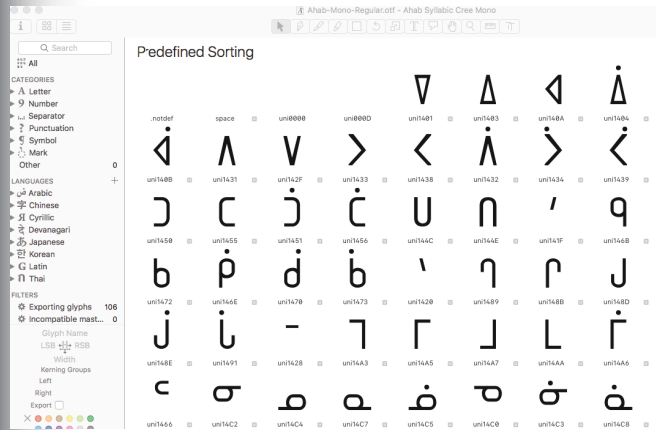 Ahab-Mono-Regular.otf - Ahab Syllabic Cree Mono
Search
All
CATEGORIES
A Letter
9 Number
Separator
? Punctuation
§ Symbol
Mark
Other 0
LANGUAGES +
Arabic
字 Chinese
Я Cyrillic
Devanagari
あ Japanese
한 Korean
G Latin
ก Thai
FILTERS
Exporting glyphs 106
Incompatible mast... 0
Glyph Name
LSB RSB
Width
Kerning Groups
Left
Right
Export
Predefined Sorting
ᐁ ᐃ ᐊ ᐄ
.notdef space uni0000 uni000D uni1401 uni1403 uni140A uni1404
ᐋ ᐱ ᐯ ᐳ ᐸ ᐲ ᐴ ᐹ
uni140B uni1431 uni142F uni1433 uni1438 uni1432 uni1434 uni1439
ᑐ ᑕ ᑑ ᑖ ᑌ ᑎ ᐟ ᑫ
uni1450 uni1455 uni1451 uni1456 uni144C uni144E uni141F uni146B
ᑲ ᑮ ᑰ ᑳ ᐠ ᒉ ᒋ ᒍ
uni1472 uni146E uni1470 uni1473 uni1420 uni1489 uni148B uni148D
ᒎ ᒑ ᐨ ᒣ ᒥ ᒧ ᒪ ᒦ
uni148E uni1491 uni1428 uni14A3 uni14A5 uni14A7 uni14AA uni14A6
ᑦ ᓂ ᓄ ᓇ ᓅ ᓀ ᓃ ᓈ
uni1466 uni14C2 uni14C4 uni14C7 uni14C5 uni14C0 uni14C3 uni14C8